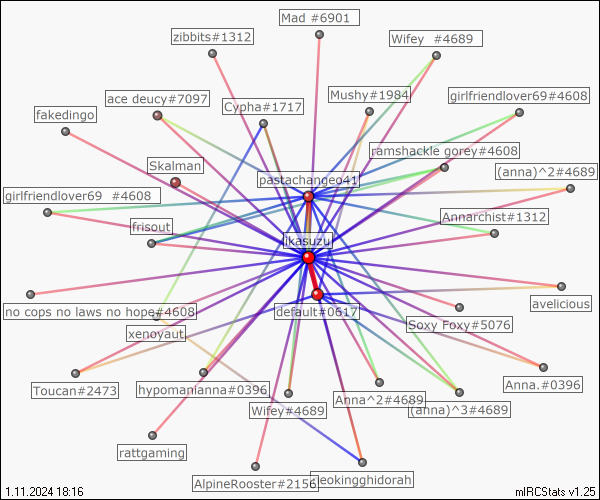 Mad #6901
zibbits#1312
Wifey #4689
ace deucy#7097
Cypha#1717
Mushy#1984
girlfriendlover69#4608
fakedingo
ramshackle gorey#4608
Skalman
(anna)^2#4689
pastachangeo41
girlfriendlover69 #4608
Annacchist#1312
frisout
ikasuzu
avelicious
no cops no laws no hope#4608
default#0617
Soxy Foxy#5076
xenoyaut
Toucan#2473
hypomanianna#0396
Anna.#0396
Anna^2#4689
Wifey#4689
(anna)^3#4689
rattgaming
AlpineRooster#2156
cleokingghidorah
1.11.2024 18:16
mIRCStats v1.25